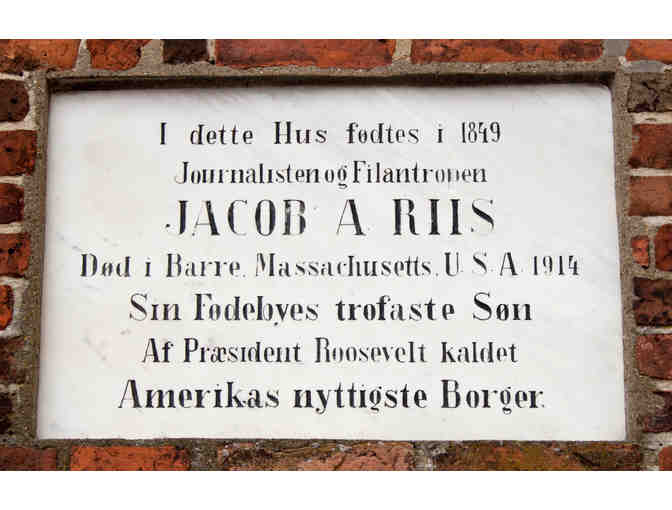 I dette Hus fødtes i 1849
Journalisten og Filantropen
JACOB A RIIS
Død i Barre. Massachusetts. U.S.A. 1914
Sin Fødebyes trofaste Søn
Af Præsident Roosevelt kaldet
Amerikas nyttigste Borger.